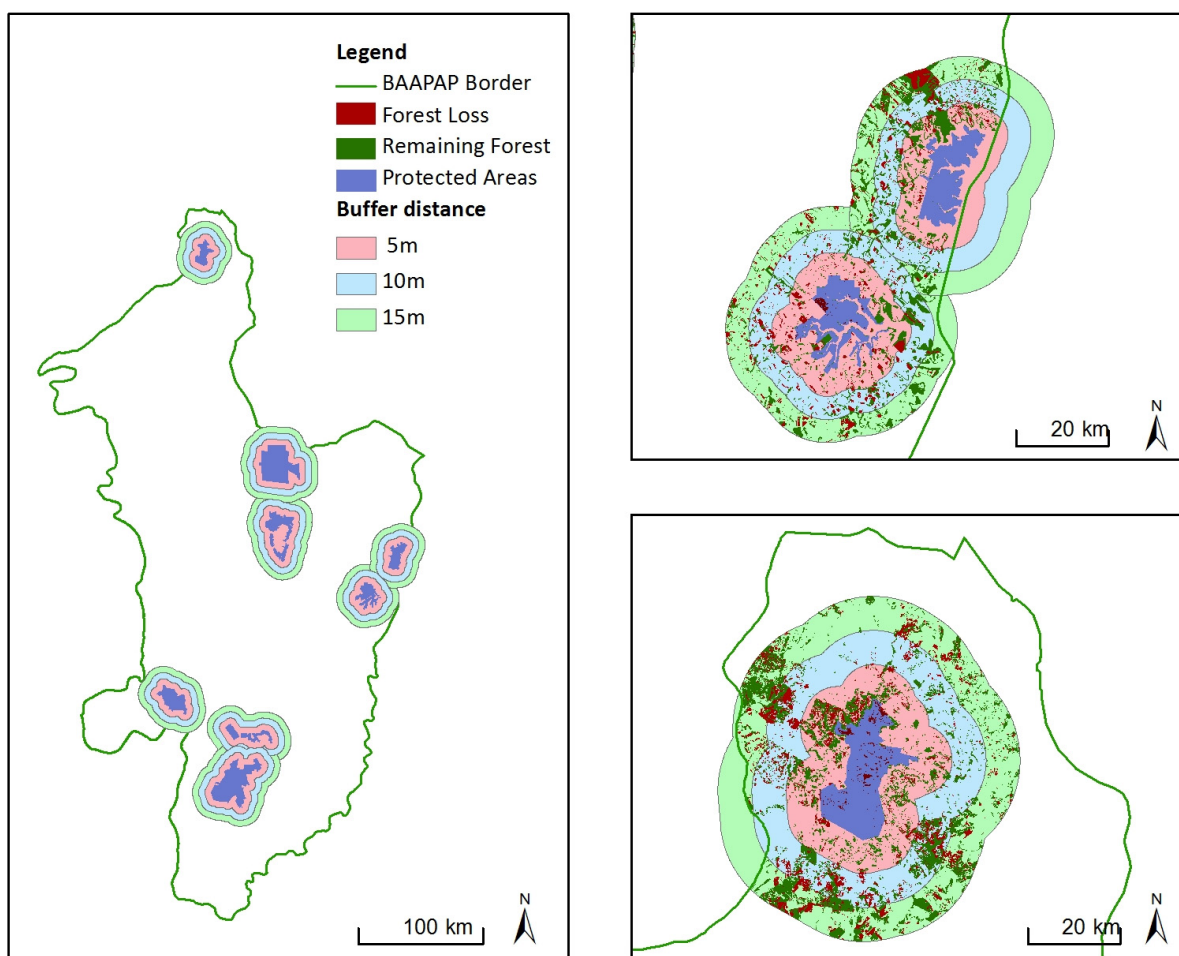 Legend
BAAPAP Border
Forest Loss
Remaining Forest
Protected Areas
Buffer distance
5m
10m
15m
N
100 km
N
20 km
N
20 km